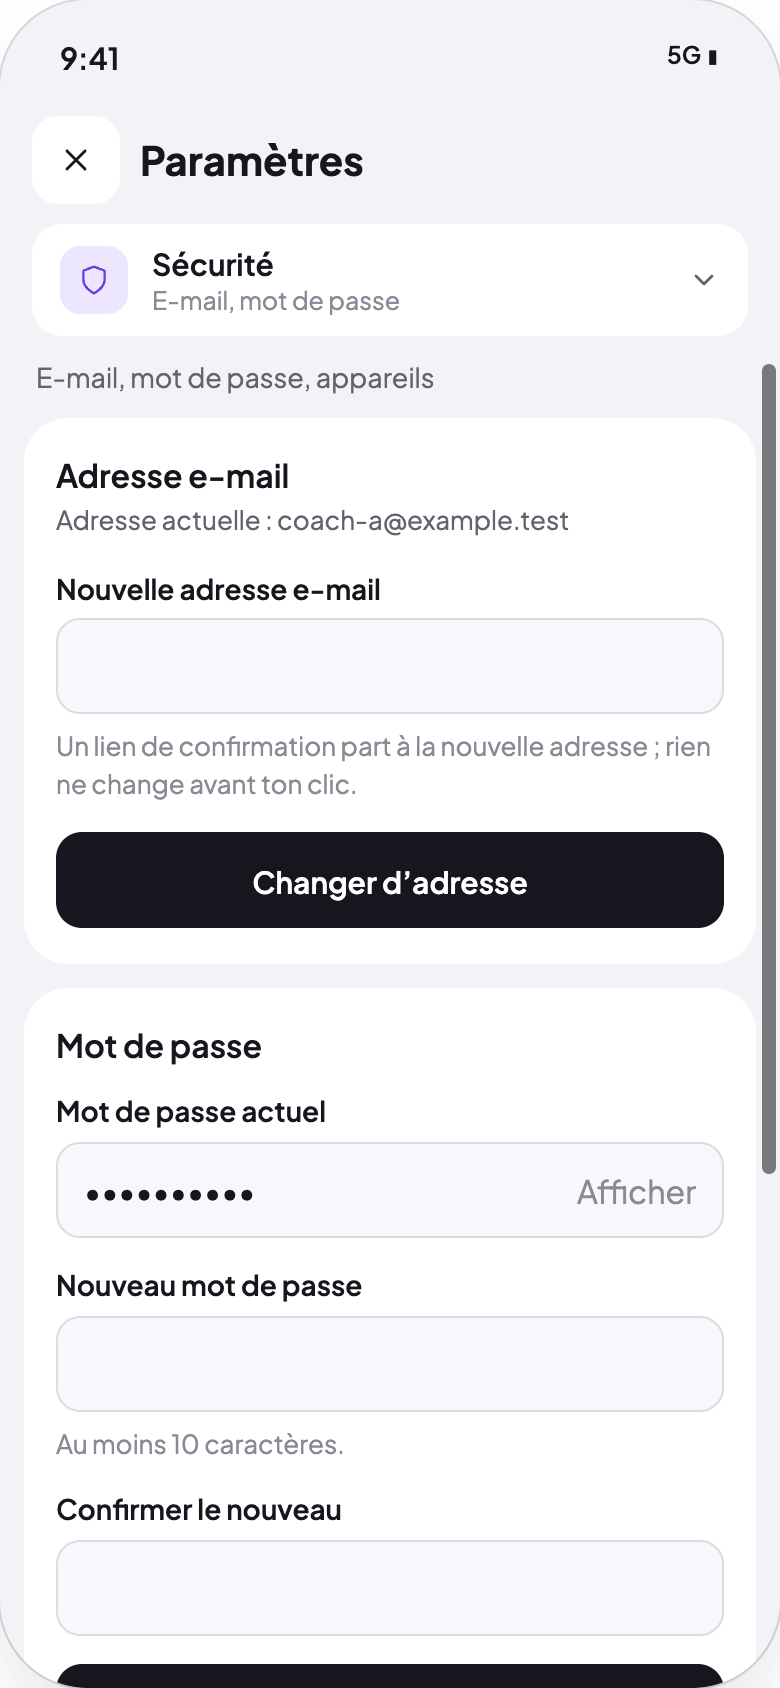 9:41
5G
Paramètres
Sécurité
E-mail, mot de passe
E-mail, mot de passe, appareils
Adresse e-mail
Adresse actuelle : coach-a@example.test
Nouvelle adresse e-mail
Un lien de confirmation part à la nouvelle adresse ; rien
ne change avant ton clic.
Changer d’adresse
Mot de passe
Mot de passe actuel
••••••••••
Afficher
Nouveau mot de passe
Au moins 10 caractères.
Confirmer le nouveau